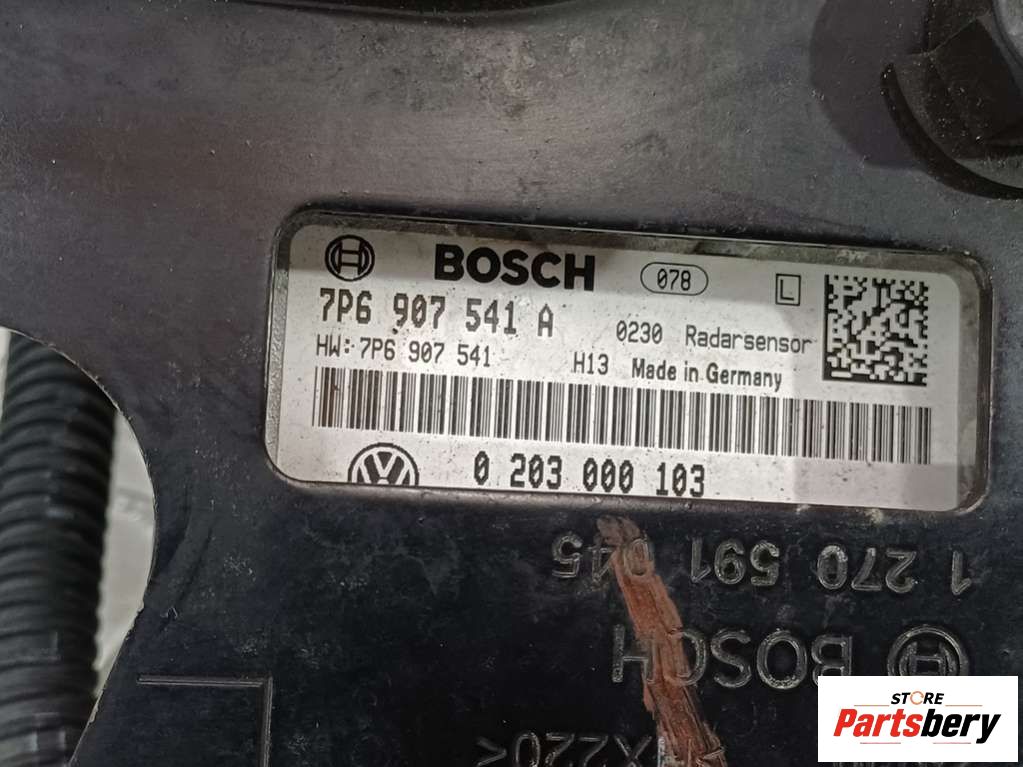 BOSCH 078 L
7P6 907 541 A 0230 Radarsensor
HW: 7P6 907 541 H13 Made in Germany
0 203 000 103
1 270 591 045
BOSCH
X220<
STORE
Partsbery